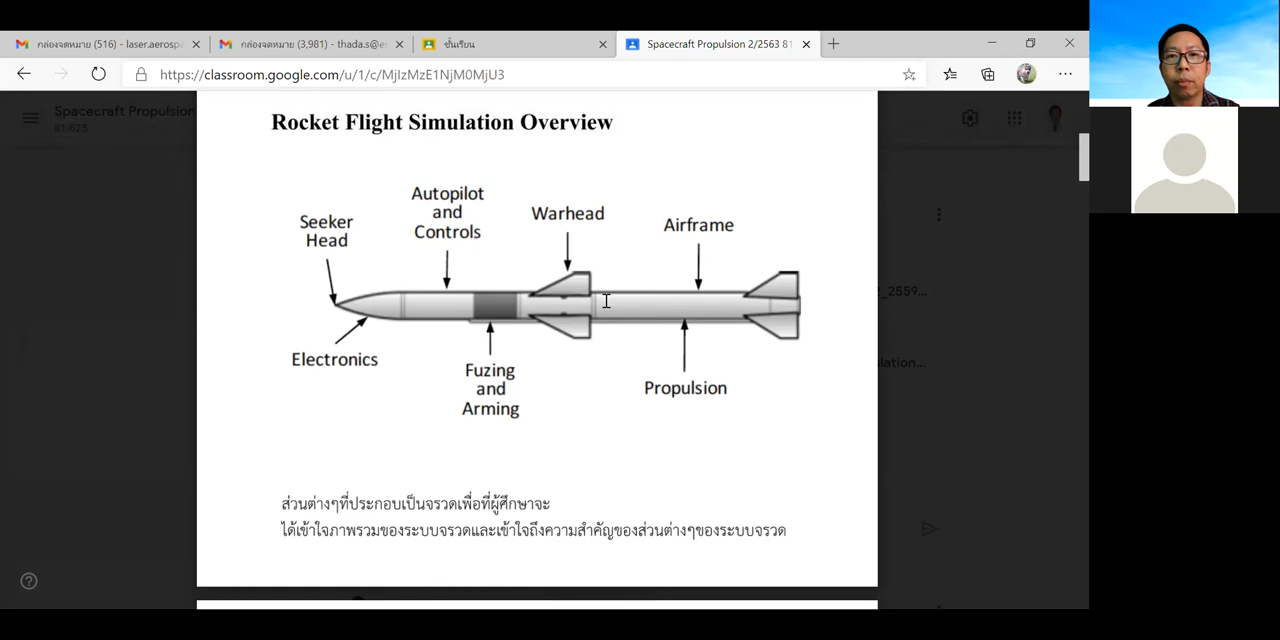 กล่องจดหมาย (516) - laser.aerosp
กล่องจดหมาย (3,981) - thada.s@e
ชั้นเรียน
Spacecraft Propulsion 2/2563 81
https://classroom.google.com/u/1/c/MjIzMzE1NjM0MjU3
Spacecraft Propulsion
81-625
Rocket Flight Simulation Overview
Seeker
Head
Autopilot
and
Controls
Warhead
Airframe
Electronics
Fuzing
and
Arming
Propulsion
2_2559...
ulation...
ส่วนต่างๆที่ประกอบเป็นจรวดเพื่อที่ผู้ศึกษาจะ
ได้เข้าใจภาพรวมของระบบจรวดและเข้าใจถึงความสำคัญของส่วนต่างๆของระบบจรวด